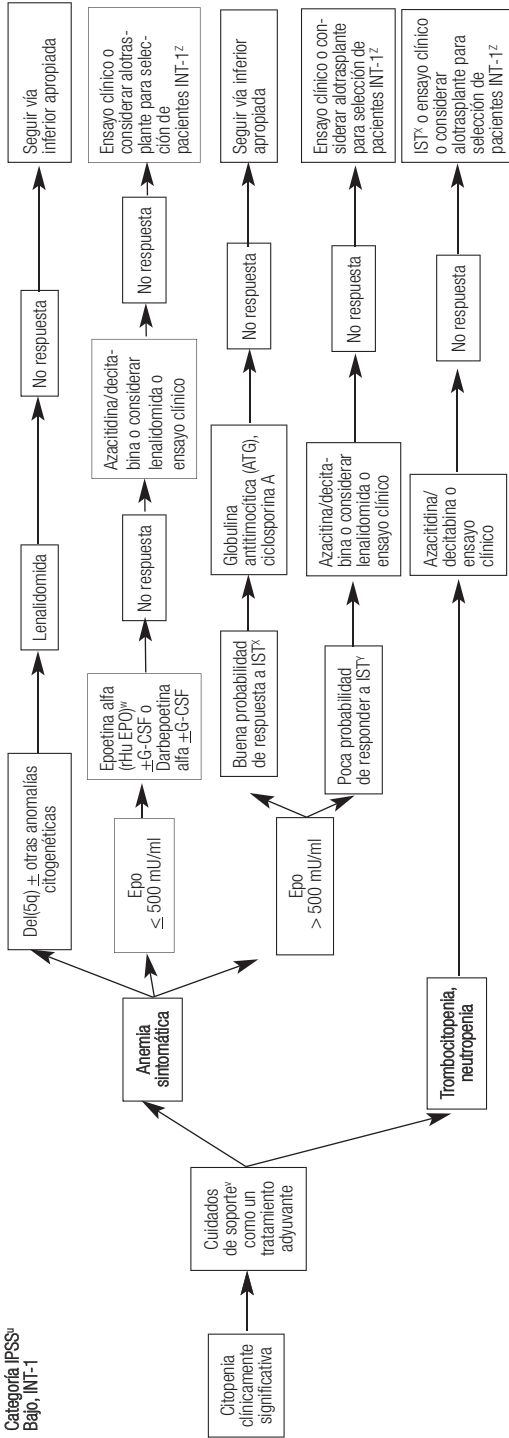 Categoría IPSSᵘ
Bajo, INT-1
Citopenia
clínicamente
significativa
Cuidados
de soporteᵛ
como un
tratamiento
adyuvante
Anemia
sintomática
Trombocitopenia,
neutropenia
Del(5q) ± otras anomalías
citogenéticas
Lenalidomida
No respuesta
Seguir vía
inferior apropiada
Epo
≤ 500 mU/ml
Epoetina alfa
(rHu EPO)ʷ
±G-CSF o
Darbepoetina
alfa ±G-CSF
No respuesta
Azacitidina/decita-
bina o considerar
lenalidomida o
ensayo clínico
No respuesta
Ensayo clínico o
considerar alotras-
plante para selec-
ción de
pacientes INT-1ᶻ
Epo
> 500 mU/ml
Buena probabilidad
de respuesta a ISTˣ
Globulina
antitimocítica (ATG),
ciclosporina A
No respuesta
Seguir vía inferior
apropiada
Poca probabilidad
de responder a ISTʸ
Azacitina/decita-
bina o considerar
lenalidomida o
ensayo clínico
No respuesta
Ensayo clínico o con-
siderar alotrasplante
para selección de
pacientes INT-1ᶻ
Azacitidina/
decitabina o
ensayo
clínico
No respuesta
ISTˣ o ensayo clínico
o considerar
alotrasplante para
selección de
pacientes INT-1ᶻ